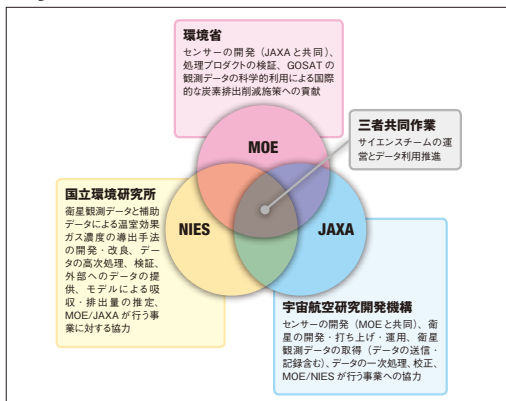 環境省
センサーの開発(JAXAと共同)、
処理プロダクトの検証、GOSATの
観測データの科学的利用による国際
的な炭素排出削減施策への貢献
MOE
三者共同作業
サイエンスチームの運
営とデータ利用推進
国立環境研究所
衛星観測データと補助
データによる温室効果
ガス濃度の導出手法
の開発・改良、デー
タの高次処理、検証、
外部へのデータの提
供、モデルによる吸
収・排出量の推定、
MOE/JAXAが行う事
業に対する協力
NIES
JAXA
宇宙航空研究開発機構
センサーの開発(MOEと共同)、衛
星の開発・打ち上げ・運用、衛星
観測データの取得(データの送信・
記録含む)、データの一次処理、校正、
MOE/NIESが行う事業への協力